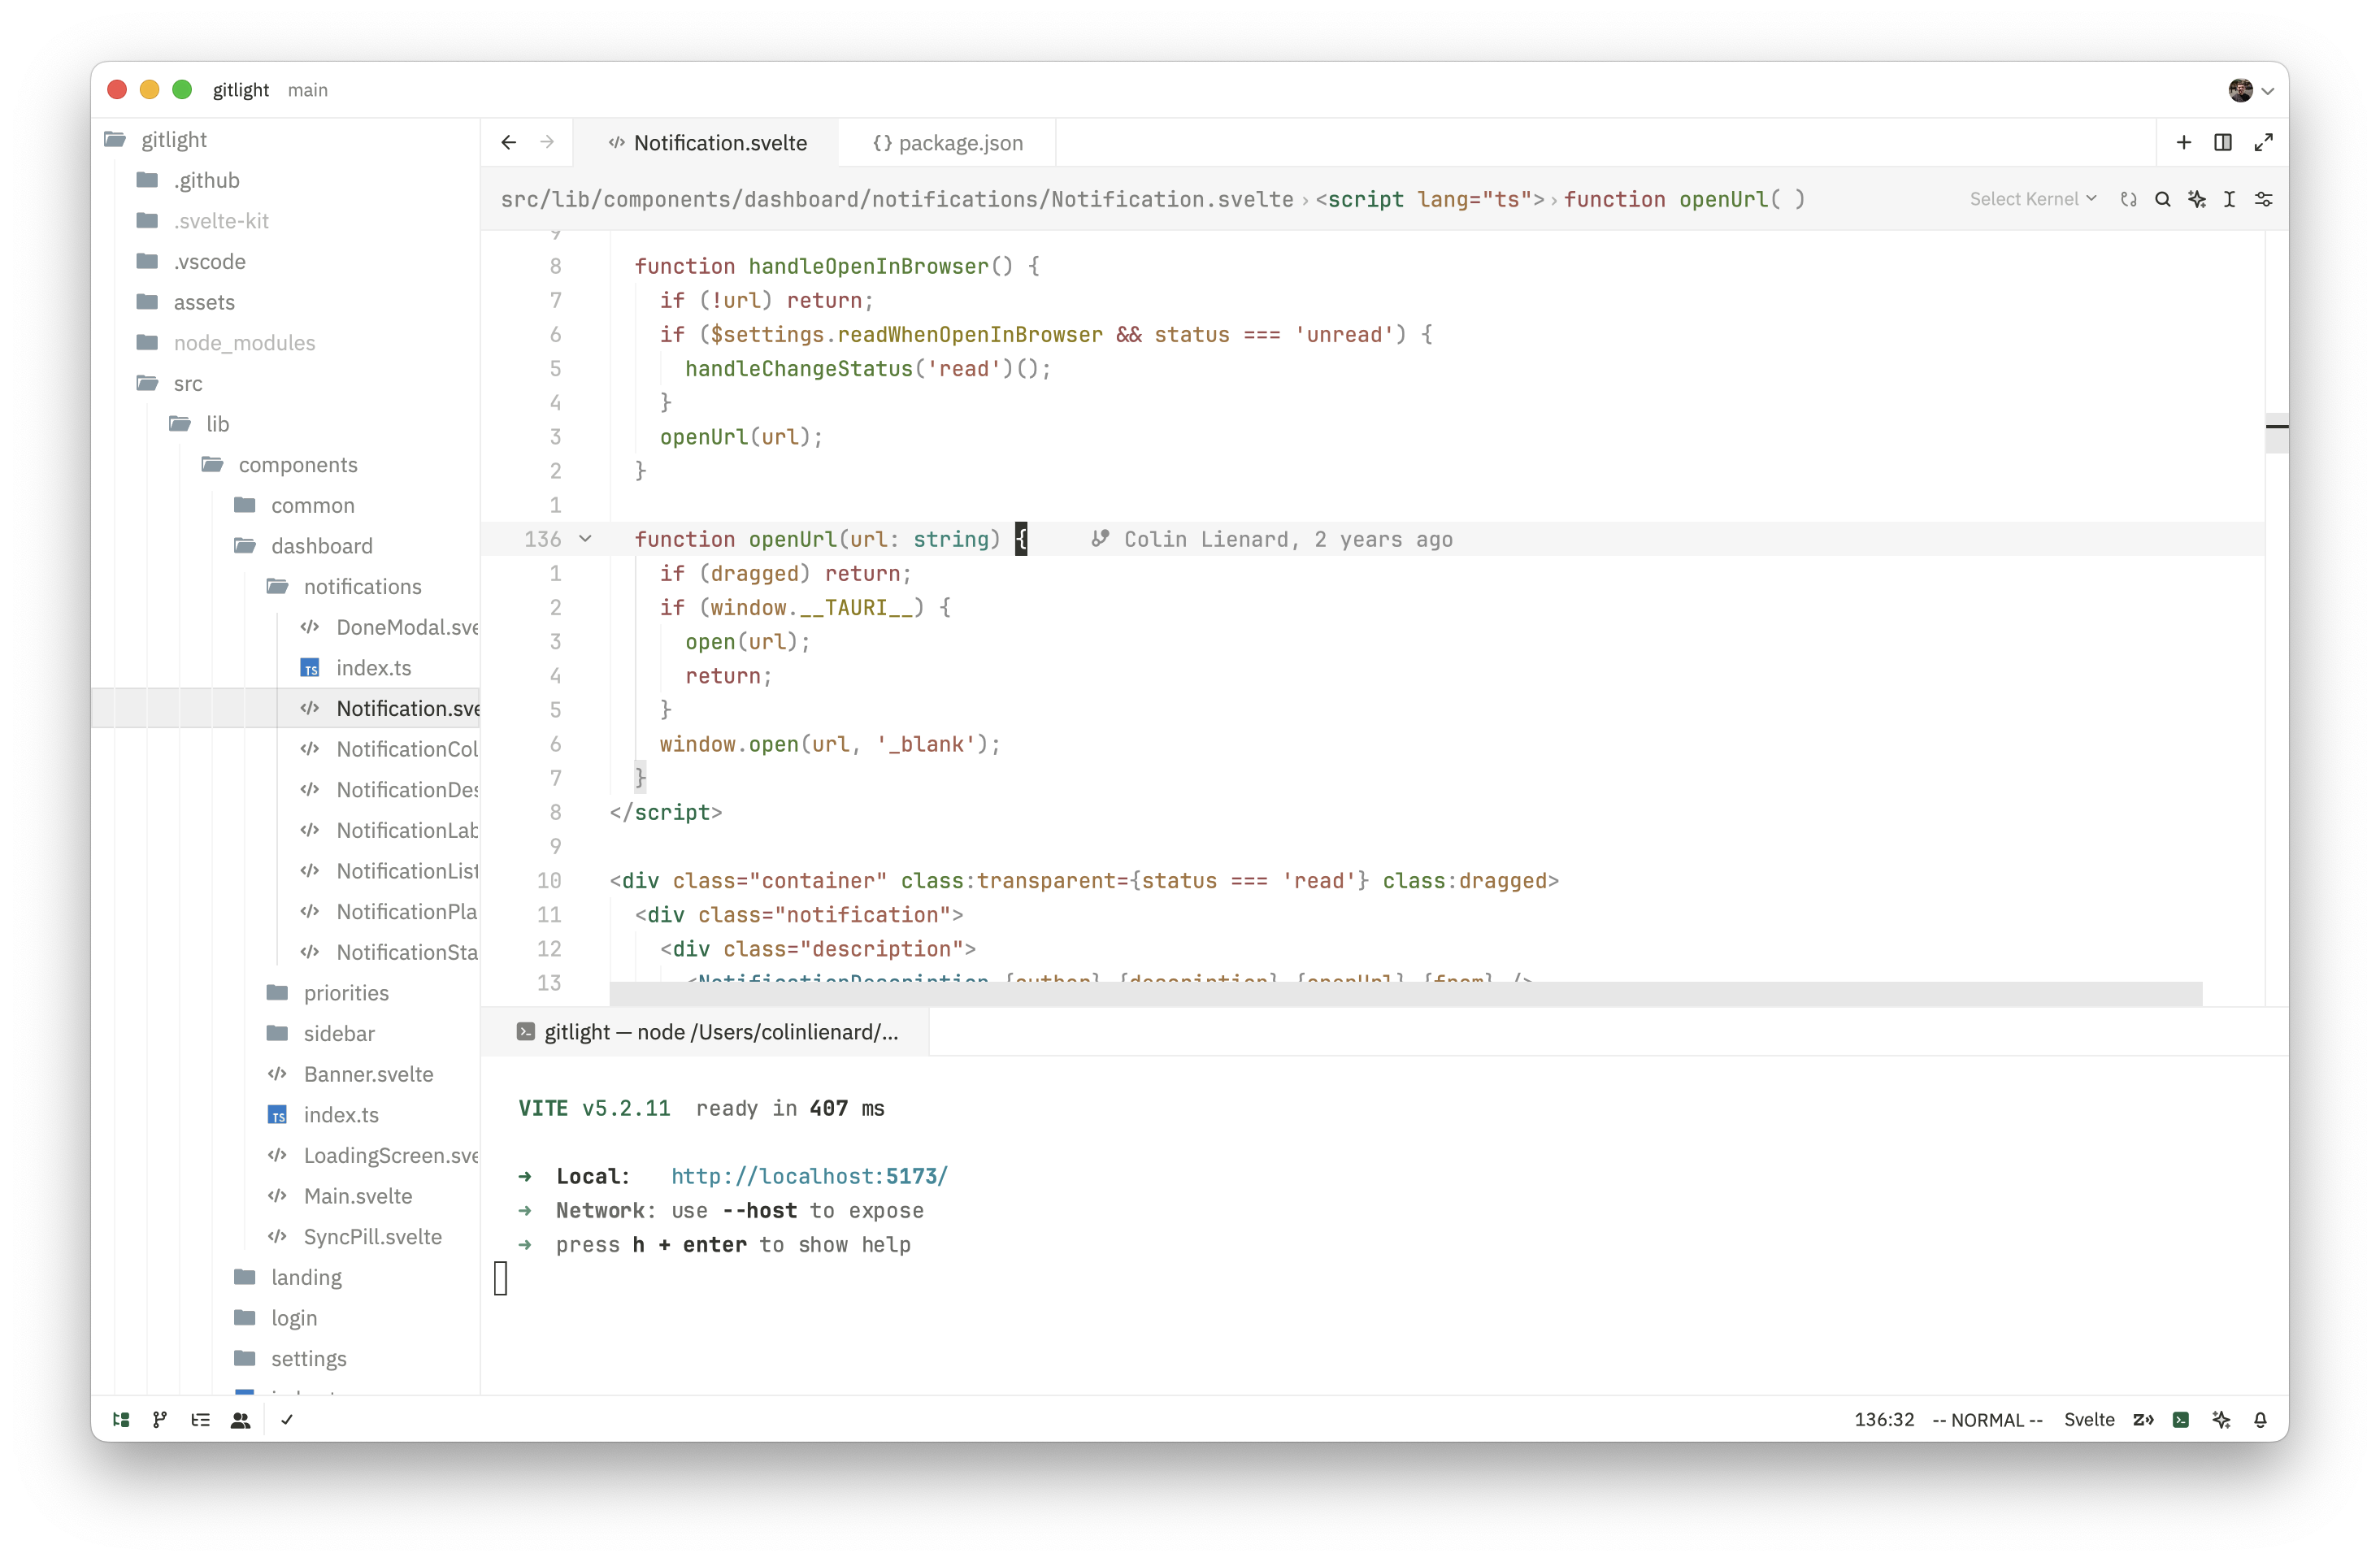 gitlight main
gitlight
.github
.svelte-kit
.vscode
assets
node_modules
src
lib
components
common
dashboard
notifications
DoneModal.sve
TS index.ts
Notification.sve
NotificationCol
NotificationDes
NotificationLab
NotificationList
NotificationPla
NotificationSta
priorities
sidebar
Banner.svelte
TS index.ts
LoadingScreen.sve
Main.svelte
SyncPill.svelte
landing
login
settings
Notification.svelte
{} package.json
src/lib/components/dashboard/notifications/Notification.svelte › <script lang="ts"> › function openUrl( )
Select Kernel
9
8 function handleOpenInBrowser() {
7 if (!url) return;
6 if ($settings.readWhenOpenInBrowser && status === 'unread') {
5 handleChangeStatus('read')();
4 }
3 openUrl(url);
2 }
1
136 function openUrl(url: string) { Colin Lienard, 2 years ago
1 if (dragged) return;
2 if (window.__TAURI__) {
3 open(url);
4 return;
5 }
6 window.open(url, '_blank');
7 }
8 </script>
9
10 <div class="container" class:transparent={status === 'read'} class:dragged>
11 <div class="notification">
12 <div class="description">
13 <NotificationDescription {author} {description} {openUrl} {from} />
gitlight — node /Users/colinlienard/...
VITE v5.2.11 ready in 407 ms
➜ Local: http://localhost:5173/
➜ Network: use --host to expose
➜ press h + enter to show help
136:32 -- NORMAL -- Svelte